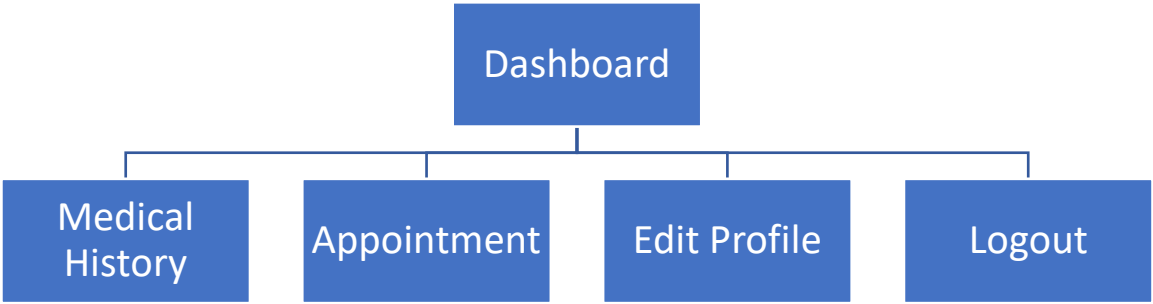 Dashboard
Medical
History
Appointment
Edit Profile
Logout